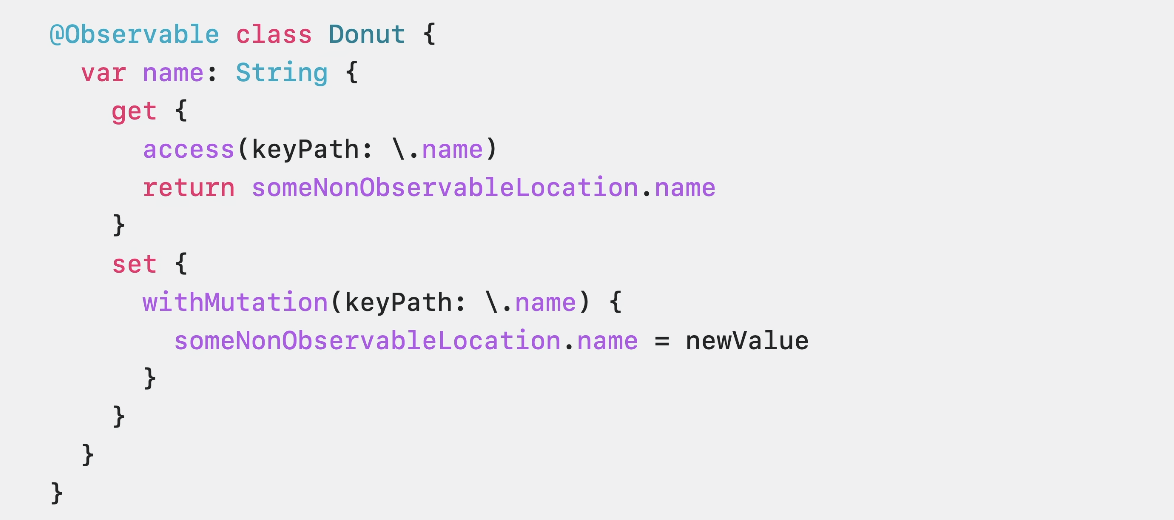 @Observable class Donut {
  var name: String {
    get {
      access(keyPath: \.name)
      return someNonObservableLocation.name
    }
    set {
      withMutation(keyPath: \.name) {
        someNonObservableLocation.name = newValue
      }
    }
  }
}